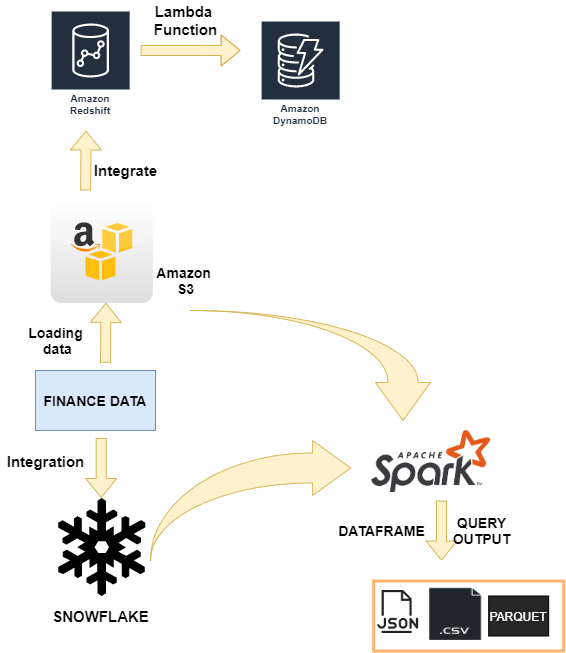 Lambda
Function
Amazon
Redshift
Amazon
DynamoDB
Integrate
a
Amazon
S3
Loading
data
FINANCE DATA
Integration
APACHE
Spark™
DATAFRAME
QUERY
OUTPUT
SNOWFLAKE
JSON
.CSV
PARQUET